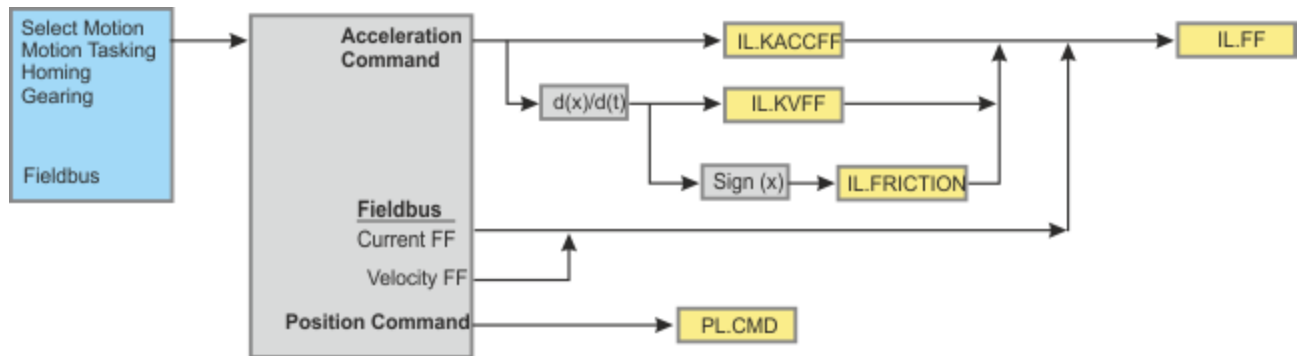 Select Motion
Motion Tasking
Homing
Gearing
Fieldbus
Acceleration
Command
Fieldbus
Current FF
Velocity FF
Position Command
IL.KACCFF
IL.FF
d(x)/d(t)
IL.KVFF
Sign (x)
IL.FRICTION
PL.CMD